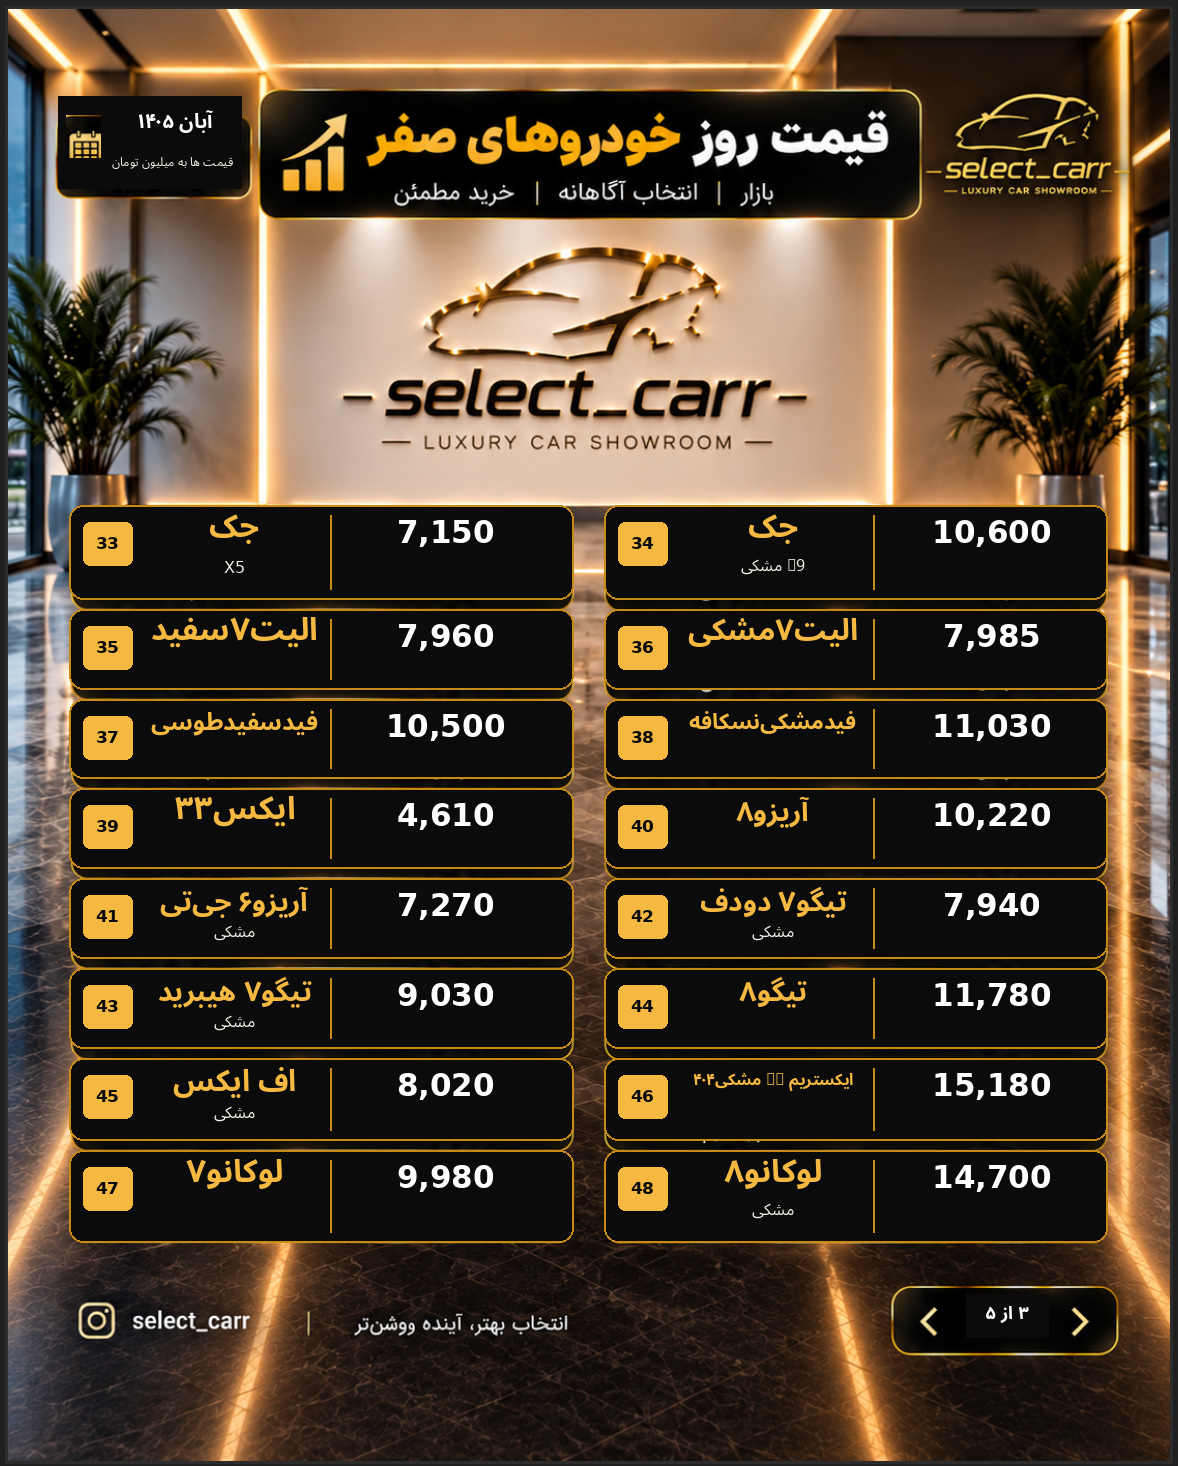 آبان ۱۴۰۵
قیمت ها به میلیون تومان
قیمت روز خودروهای صفر
بازار | انتخاب آگاهانه | خرید مطمئن
select_carr
LUXURY CAR SHOWROOM
select_carr
LUXURY CAR SHOWROOM
33 جک 7,150
X5
34 جک 10,600
9 مشکی
35 الیت۷سفید 7,960
36 الیت۷مشکی 7,985
37 فیدسفیدطوسی 10,500
38 فیدمشکی‌نسکافه 11,030
39 ایکس۳۳ 4,610
40 آریزو۸ 10,220
41 آریزو۶ جی‌تی 7,270
مشکی
42 تیگو۷ دودف 7,940
مشکی
43 تیگو۷ هیبرید 9,030
مشکی
44 تیگو۸ 11,780
45 اف ایکس 8,020
مشکی
46 ایکستریم مشکی۴۰۴ 15,180
47 لوکانو۷ 9,980
48 لوکانو۸ 14,700
مشکی
select_carr | انتخاب بهتر، آینده ووشن‌تر
۳ از ۵